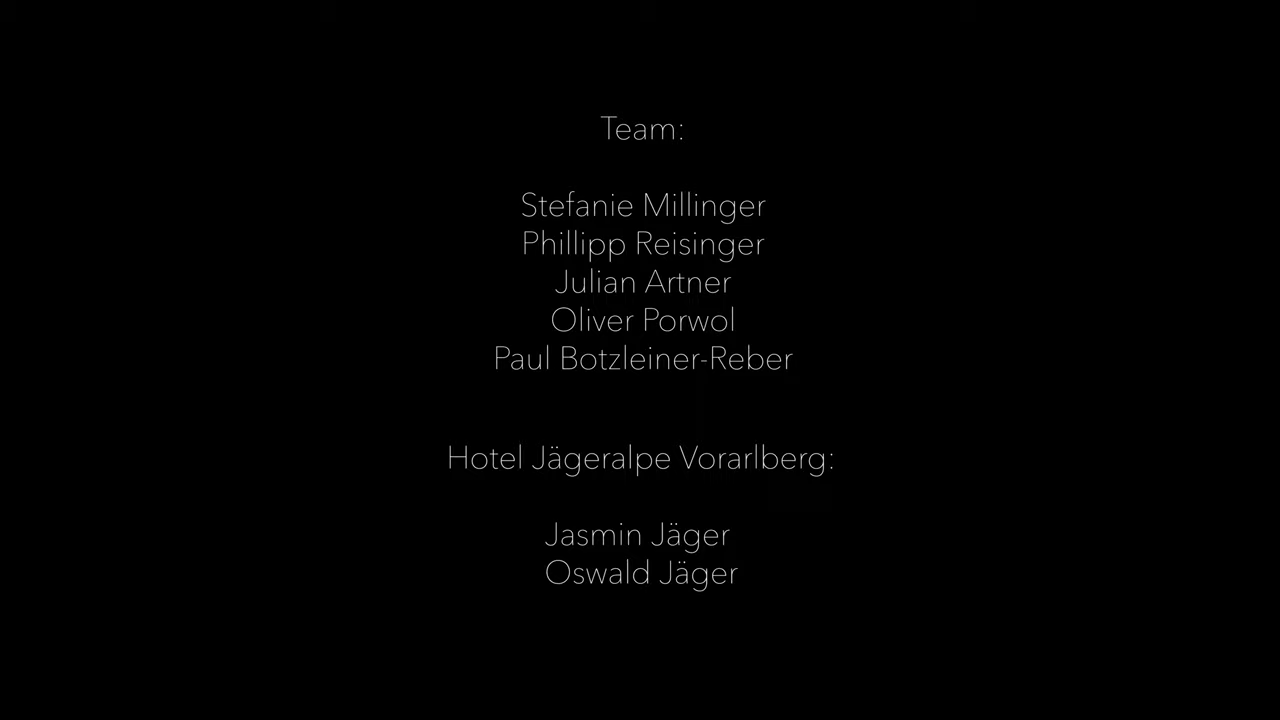 Team:
Stefanie Millinger
Phillipp Reisinger
Julian Artner
Oliver Porwol
Paul Botzleiner-Reber
Hotel Jägeralpe Vorarlberg:
Jasmin Jäger
Oswald Jäger